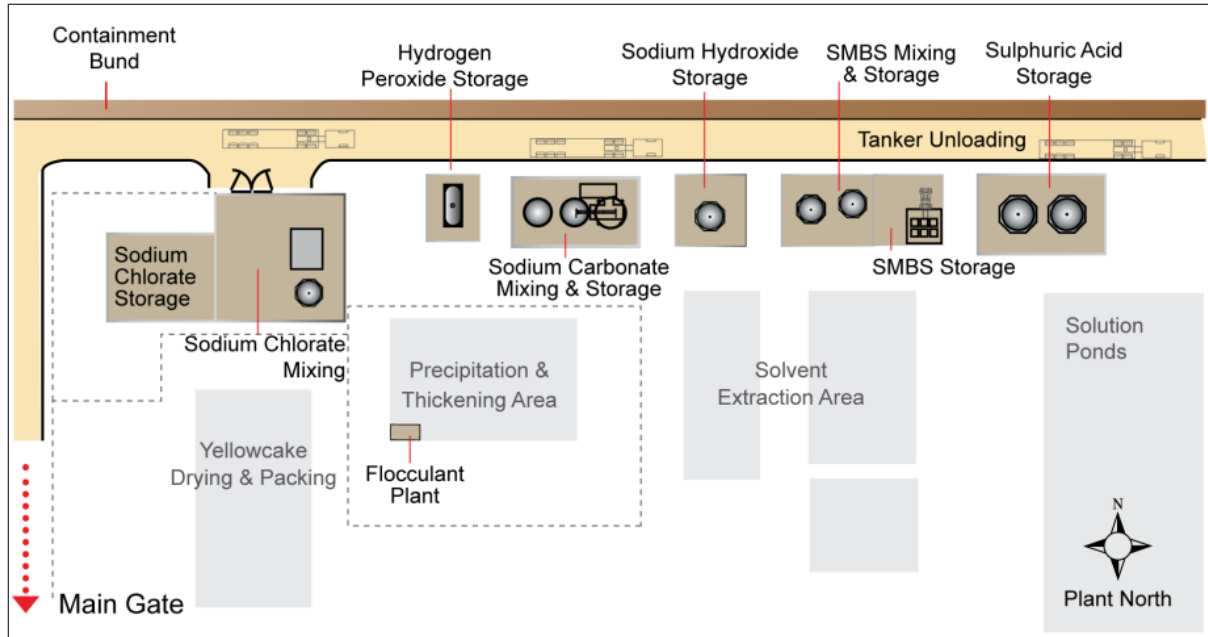 Containment
Bund
Hydrogen
Peroxide Storage
Sodium Hydroxide
Storage
SMBS Mixing
& Storage
Sulphuric Acid
Storage
Tanker Unloading
Sodium
Chlorate
Storage
Sodium Carbonate
Mixing & Storage
SMBS Storage
Sodium Chlorate
Mixing
Precipitation &
Thickening Area
Solvent
Extraction Area
Solution
Ponds
Yellowcake
Drying & Packing
Flocculant
Plant
N
Plant North
Main Gate